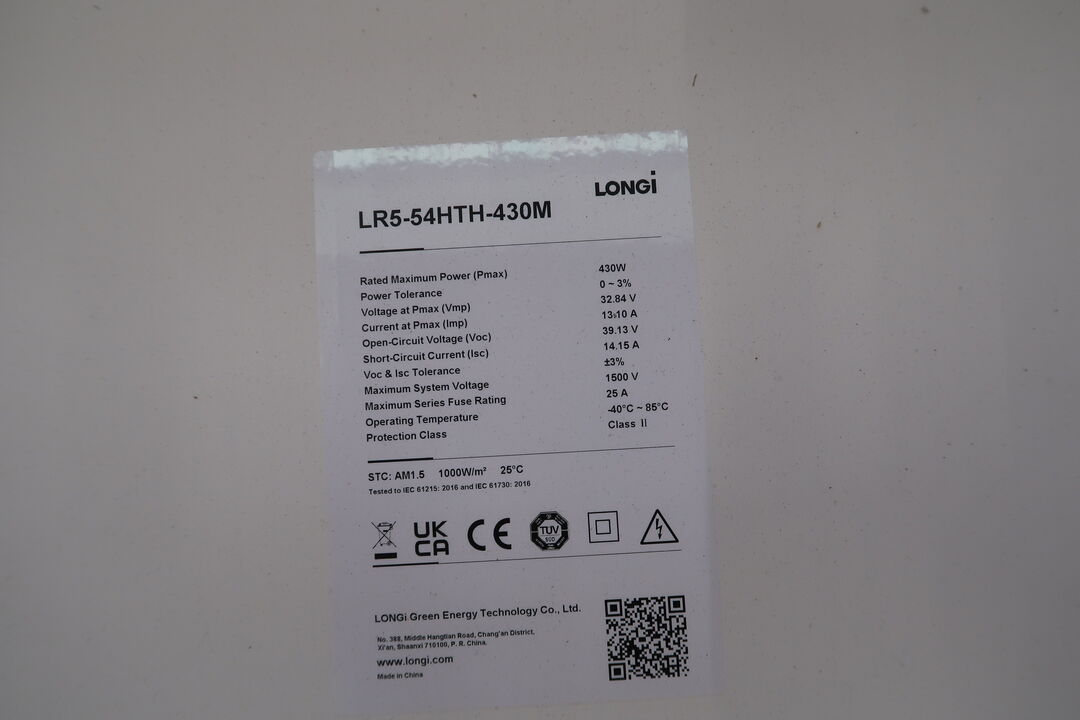 LONGi
LR5-54HTH-430M
Rated Maximum Power (Pmax) 430W
Power Tolerance 0 ~ 3%
Voltage at Pmax (Vmp) 32.84 V
Current at Pmax (Imp) 13.10 A
Open-Circuit Voltage (Voc) 39.13 V
Short-Circuit Current (Isc) 14.15 A
Voc & Isc Tolerance ±3%
Maximum System Voltage 1500 V
Maximum Series Fuse Rating 25 A
Operating Temperature -40°C ~ 85°C
Protection Class Class II
STC: AM1.5 1000W/m² 25°C
Tested to IEC 61215: 2016 and IEC 61730: 2016
UK
CA
CE
TÜV
SÜD
LONGi Green Energy Technology Co., Ltd.
No. 388, Middle Hangtian Road, Chang'an District,
Xi'an, Shaanxi 710100, P. R. China.
www.longi.com
Made in China